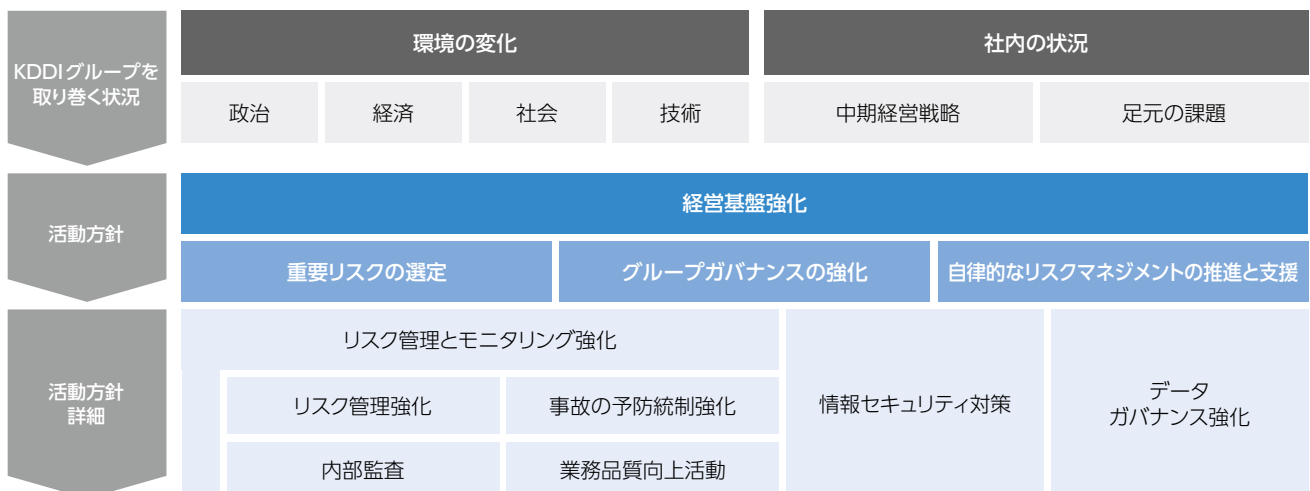 KDDIグループを
取り巻く状況
環境の変化
社内の状況
政治
経済
社会
技術
中期経営戦略
足元の課題
活動方針
経営基盤強化
重要リスクの選定
グループガバナンスの強化
自律的なリスクマネジメントの推進と支援
活動方針
詳細
リスク管理とモニタリング強化
リスク管理強化
事故の予防統制強化
内部監査
業務品質向上活動
情報セキュリティ対策
データ
ガバナンス強化